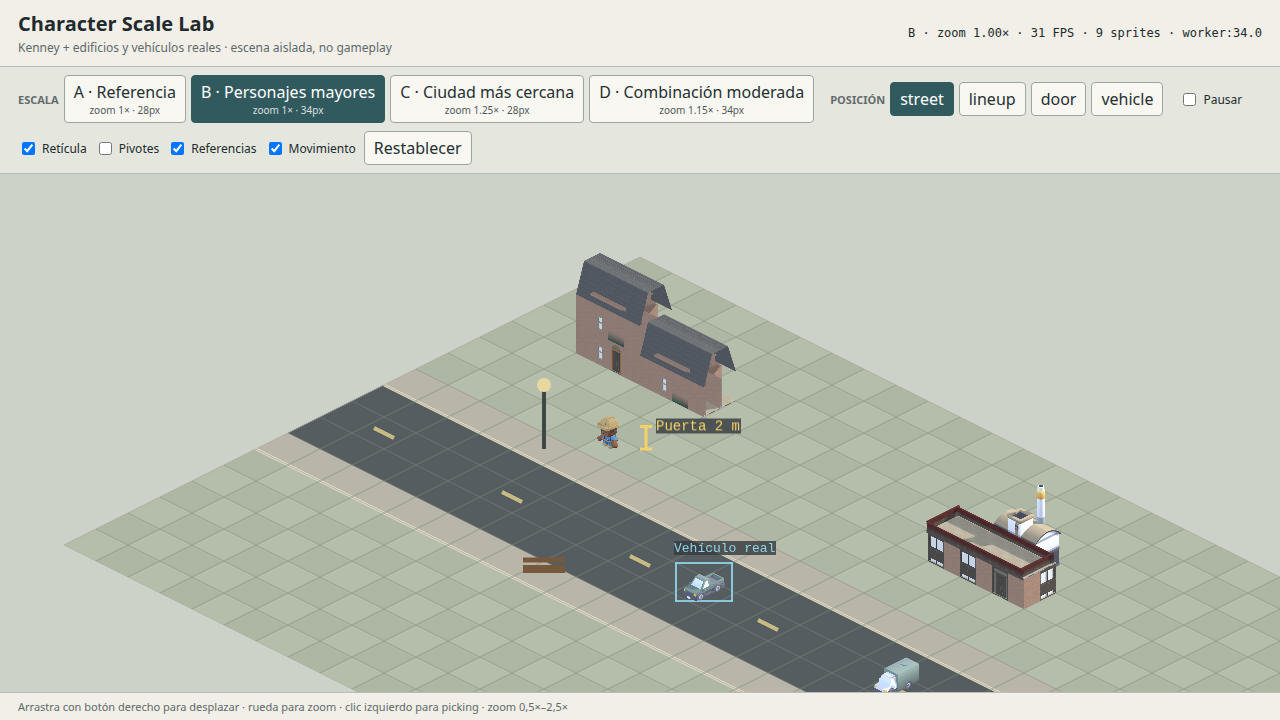 Character Scale Lab
Kenney + edificios y vehículos reales · escena aislada, no gameplay
B · zoom 1.00× · 31 FPS · 9 sprites · worker:34.0
ESCALA
A · Referencia
zoom 1× · 28px
B · Personajes mayores
zoom 1× · 34px
C · Ciudad más cercana
zoom 1.25× · 28px
D · Combinación moderada
zoom 1.15× · 34px
POSICIÓN
street
lineup
door
vehicle
Pausar
Retícula
Pivotes
Referencias
Movimiento
Restablecer
Puerta 2 m
Vehículo real
Arrastra con botón derecho para desplazar · rueda para zoom · clic izquierdo para picking · zoom 0,5×–2,5×